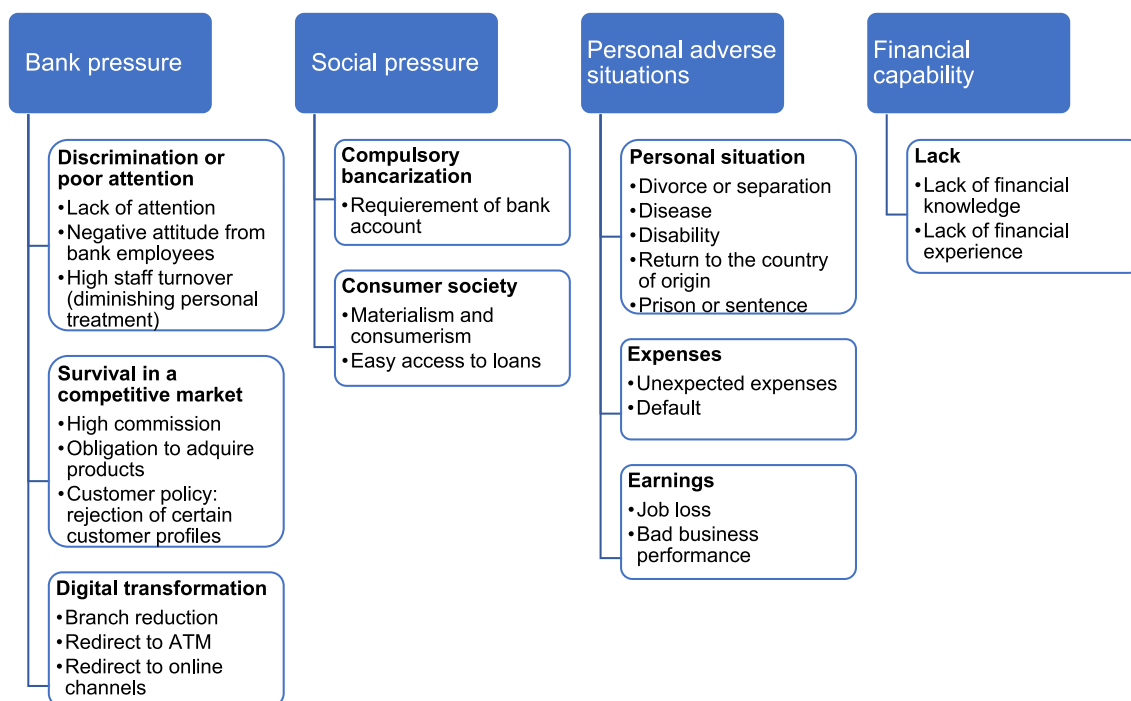 Bank pressure
Discrimination or
poor attention
•Lack of attention
•Negative attitude from
bank employees
•High staff turnover
(diminishing personal
treatment)
Survival in a
competitive market
•High commission
•Obligation to adquire
products
•Customer policy:
rejection of certain
customer profiles
Digital transformation
•Branch reduction
•Redirect to ATM
•Redirect to online
channels
Social pressure
Compulsory
bancarization
•Requierement of bank
account
Consumer society
•Materialism and
consumerism
•Easy access to loans
Personal adverse
situations
Personal situation
•Divorce or separation
•Disease
•Disability
•Return to the country
of origin
•Prison or sentence
Expenses
•Unexpected expenses
•Default
Earnings
•Job loss
•Bad business
performance
Financial
capability
Lack
•Lack of financial
knowledge
•Lack of financial
experience